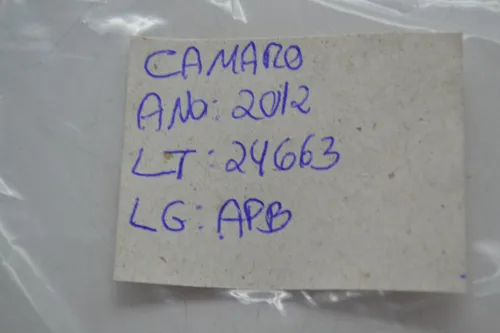 CAMARO
ANO: 2012
LT: 24663
LG: APB